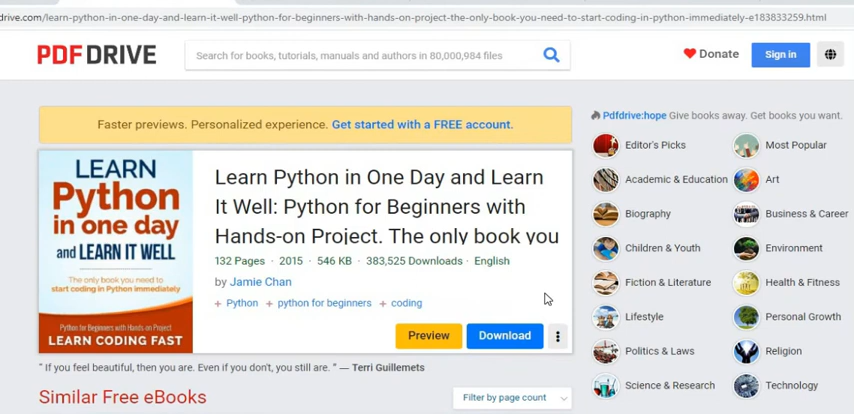 drive.com/learn-python-in-one-day-and-learn-it-well-python-for-beginners-with-hands-on-project-the-only-book-you-need-to-start-coding-in-python-immediately-e183833259.html
PDFDRIVE
Search for books, tutorials, manuals and authors in 80,000,984 files
Donate
Sign in
Faster previews. Personalized experience. Get started with a FREE account.
LEARN
Python
in one day
and LEARN IT WELL
The only book you need to
start coding in Python immediately
Python for Beginners with Hands-on Project
LEARN CODING FAST
Learn Python in One Day and Learn
It Well: Python for Beginners with
Hands-on Project. The only book you
132 Pages · 2015 · 546 KB · 383,525 Downloads · English
by Jamie Chan
+ Python + python for beginners + coding
Preview
Download
" If you feel beautiful, then you are. Even if you don't, you still are. " — Terri Guillemets
Similar Free eBooks
Filter by page count
Pdfdrive:hope Give books away. Get books you want.
Editor's Picks
Most Popular
Academic & Education
Art
Biography
Business & Career
Children & Youth
Environment
Fiction & Literature
Health & Fitness
Lifestyle
Personal Growth
Politics & Laws
Religion
Science & Research
Technology